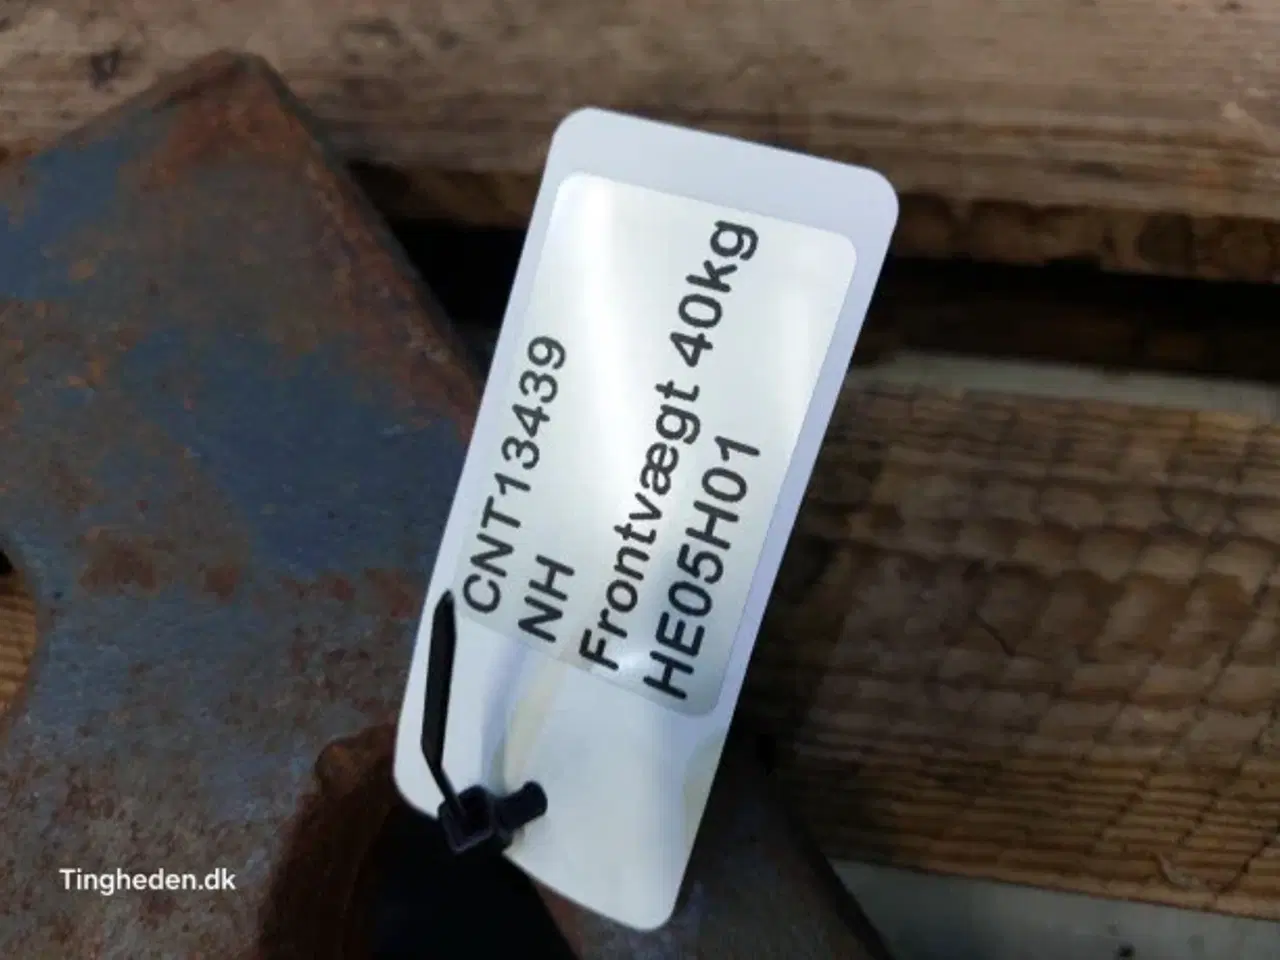 CNT13439
NH
Frontvægt 40kg
HE05H01
Tingheden.dk